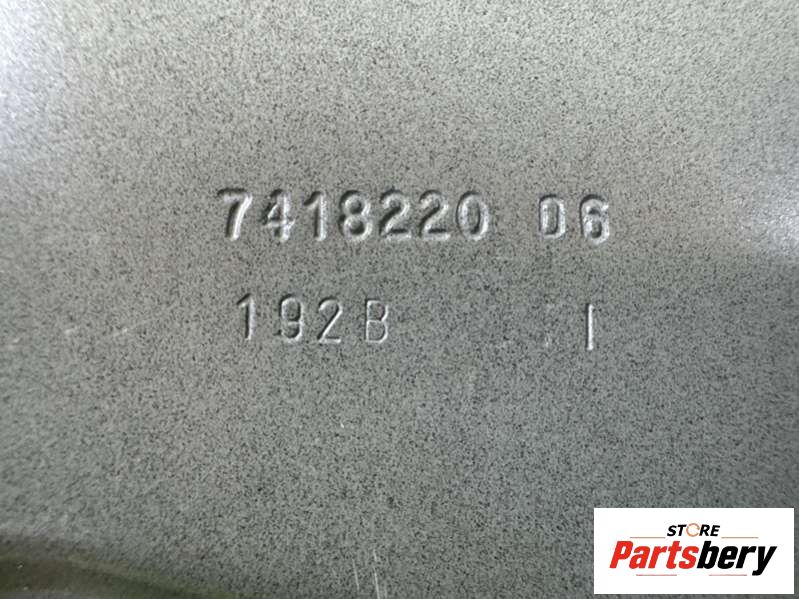 7418220 06
192B I
STORE
Partsbery